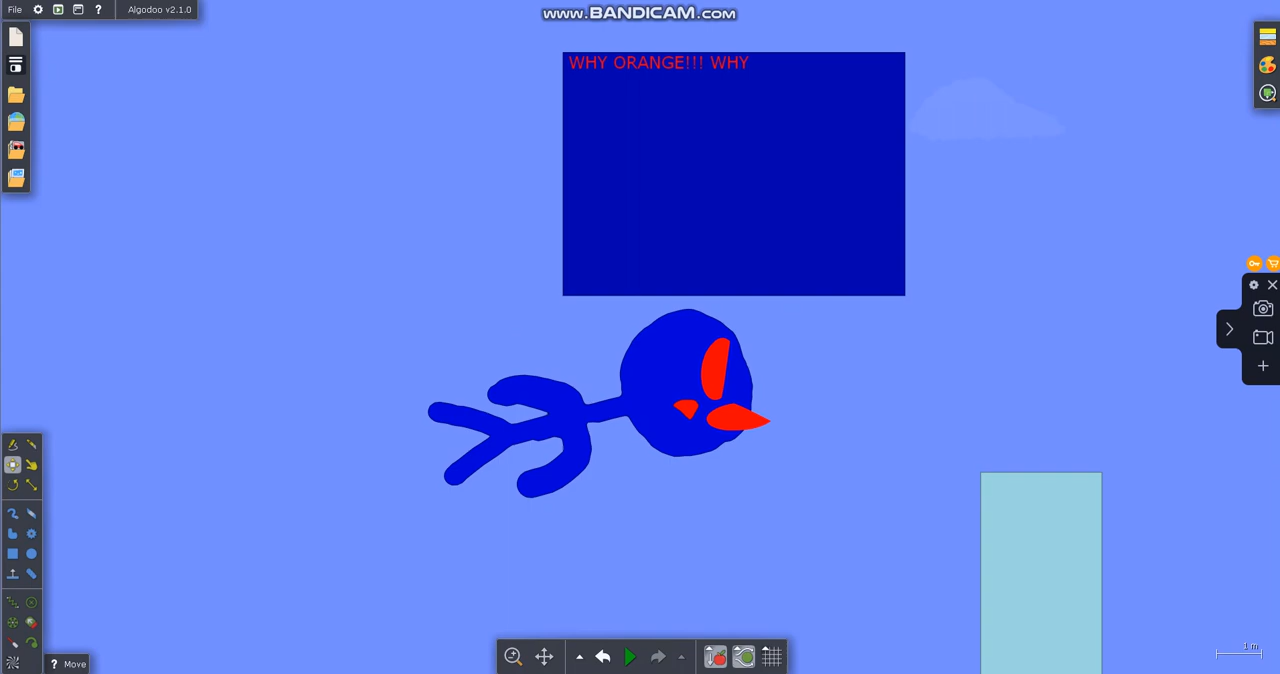 www.BANDICAM.com
File ? Algodoo v2.1.0
WHY ORANGE!!! WHY
? Move
1 m